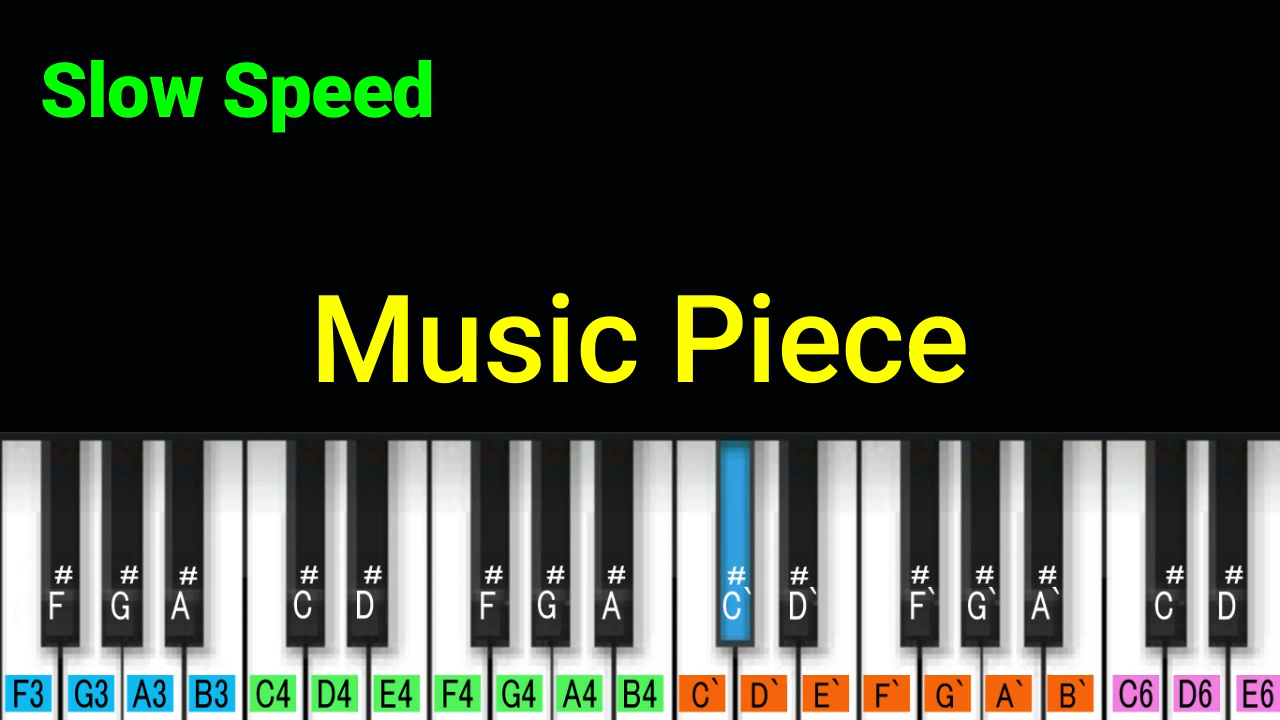 Slow Speed
Music Piece
# # # # # # # # # # # # # # #
F G A C D F G A C` D` F` G` A` C D
F3 G3 A3 B3 C4 D4 E4 F4 G4 A4 B4 C` D` E` F` G` A` B` C6 D6 E6